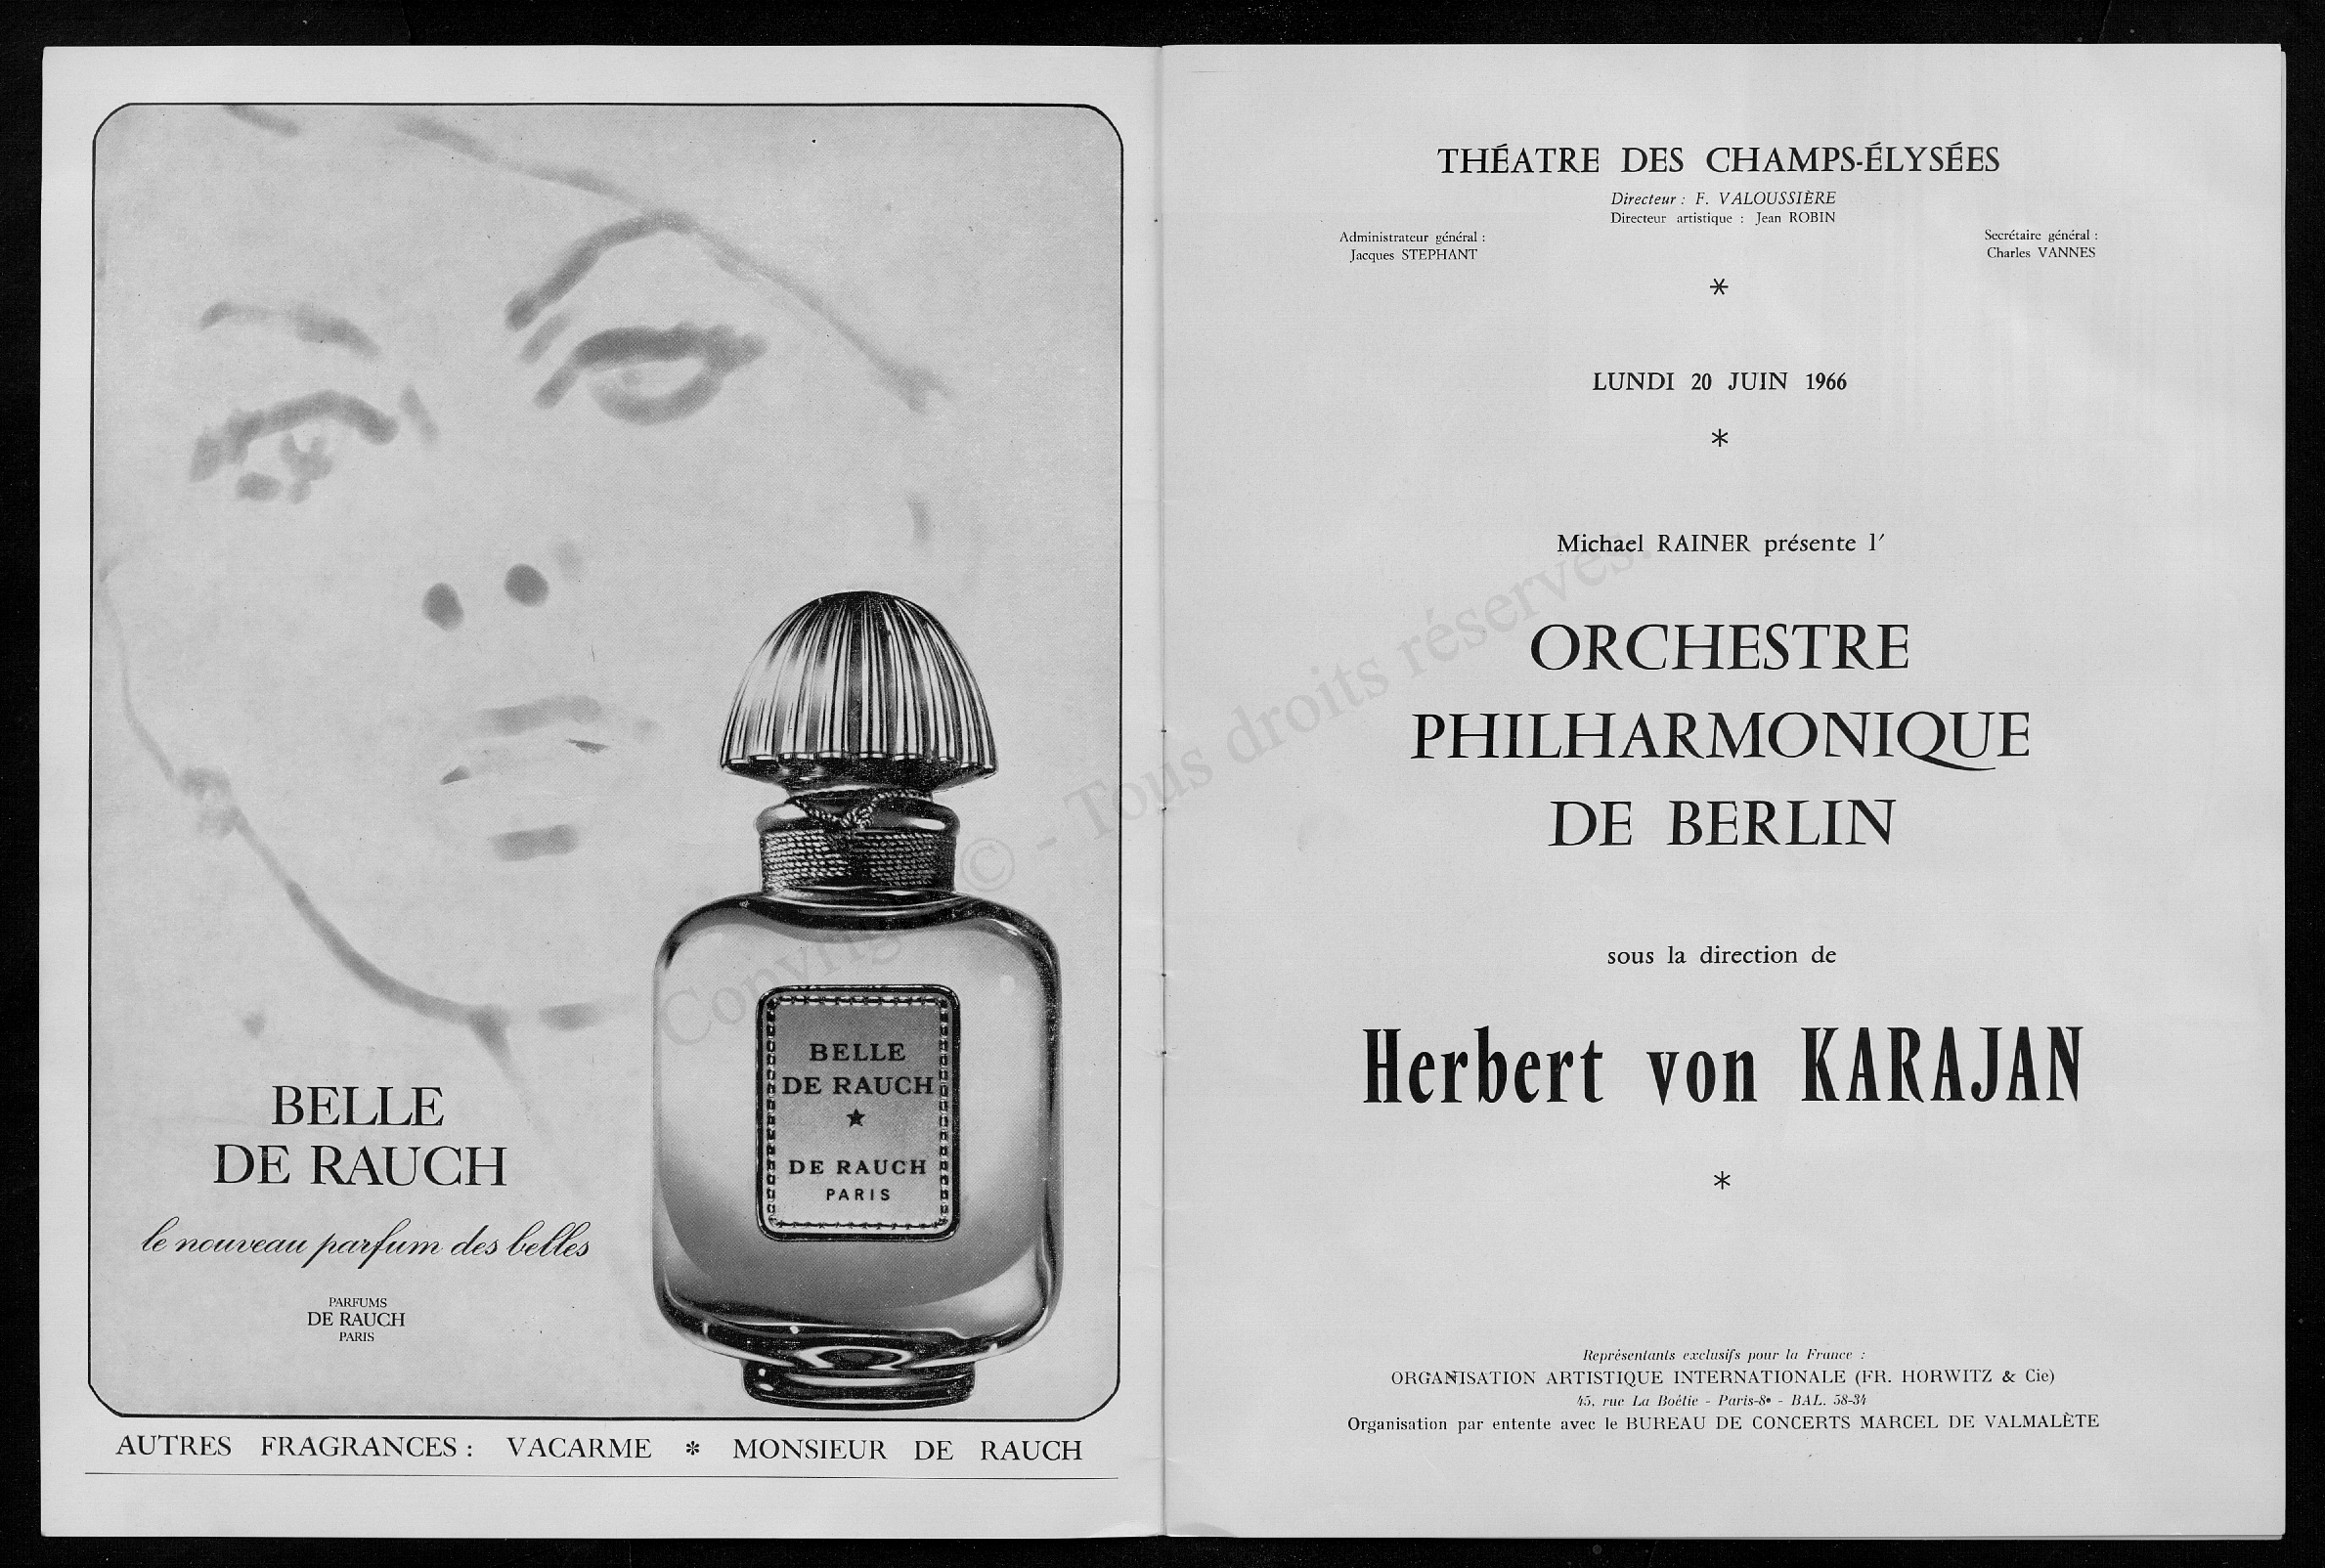 BELLE
DE RAUCH
★
DE RAUCH
PARIS
BELLE
DE RAUCH
le nouveau parfum des belles
PARFUMS
DE RAUCH
PARIS
AUTRES FRAGRANCES : VACARME * MONSIEUR DE RAUCH
THÉATRE DES CHAMPS-ÉLYSÉES
Directeur : F. VALOUSSIÈRE
Directeur artistique : Jean ROBIN
Administrateur général :
Jacques STEPHANT
Secrétaire général :
Charles VANNES
*
LUNDI 20 JUIN 1966
*
Michael RAINER présente l'
ORCHESTRE
PHILHARMONIQUE
DE BERLIN
sous la direction de
Herbert von KARAJAN
*
Représentants exclusifs pour la France :
ORGANISATION ARTISTIQUE INTERNATIONALE (FR. HORWITZ & Cie)
45, rue La Boétie - Paris-8e - BAL. 58-34
Organisation par entente avec le BUREAU DE CONCERTS MARCEL DE VALMALÈTE
Copyright © - Tous droits réservés.